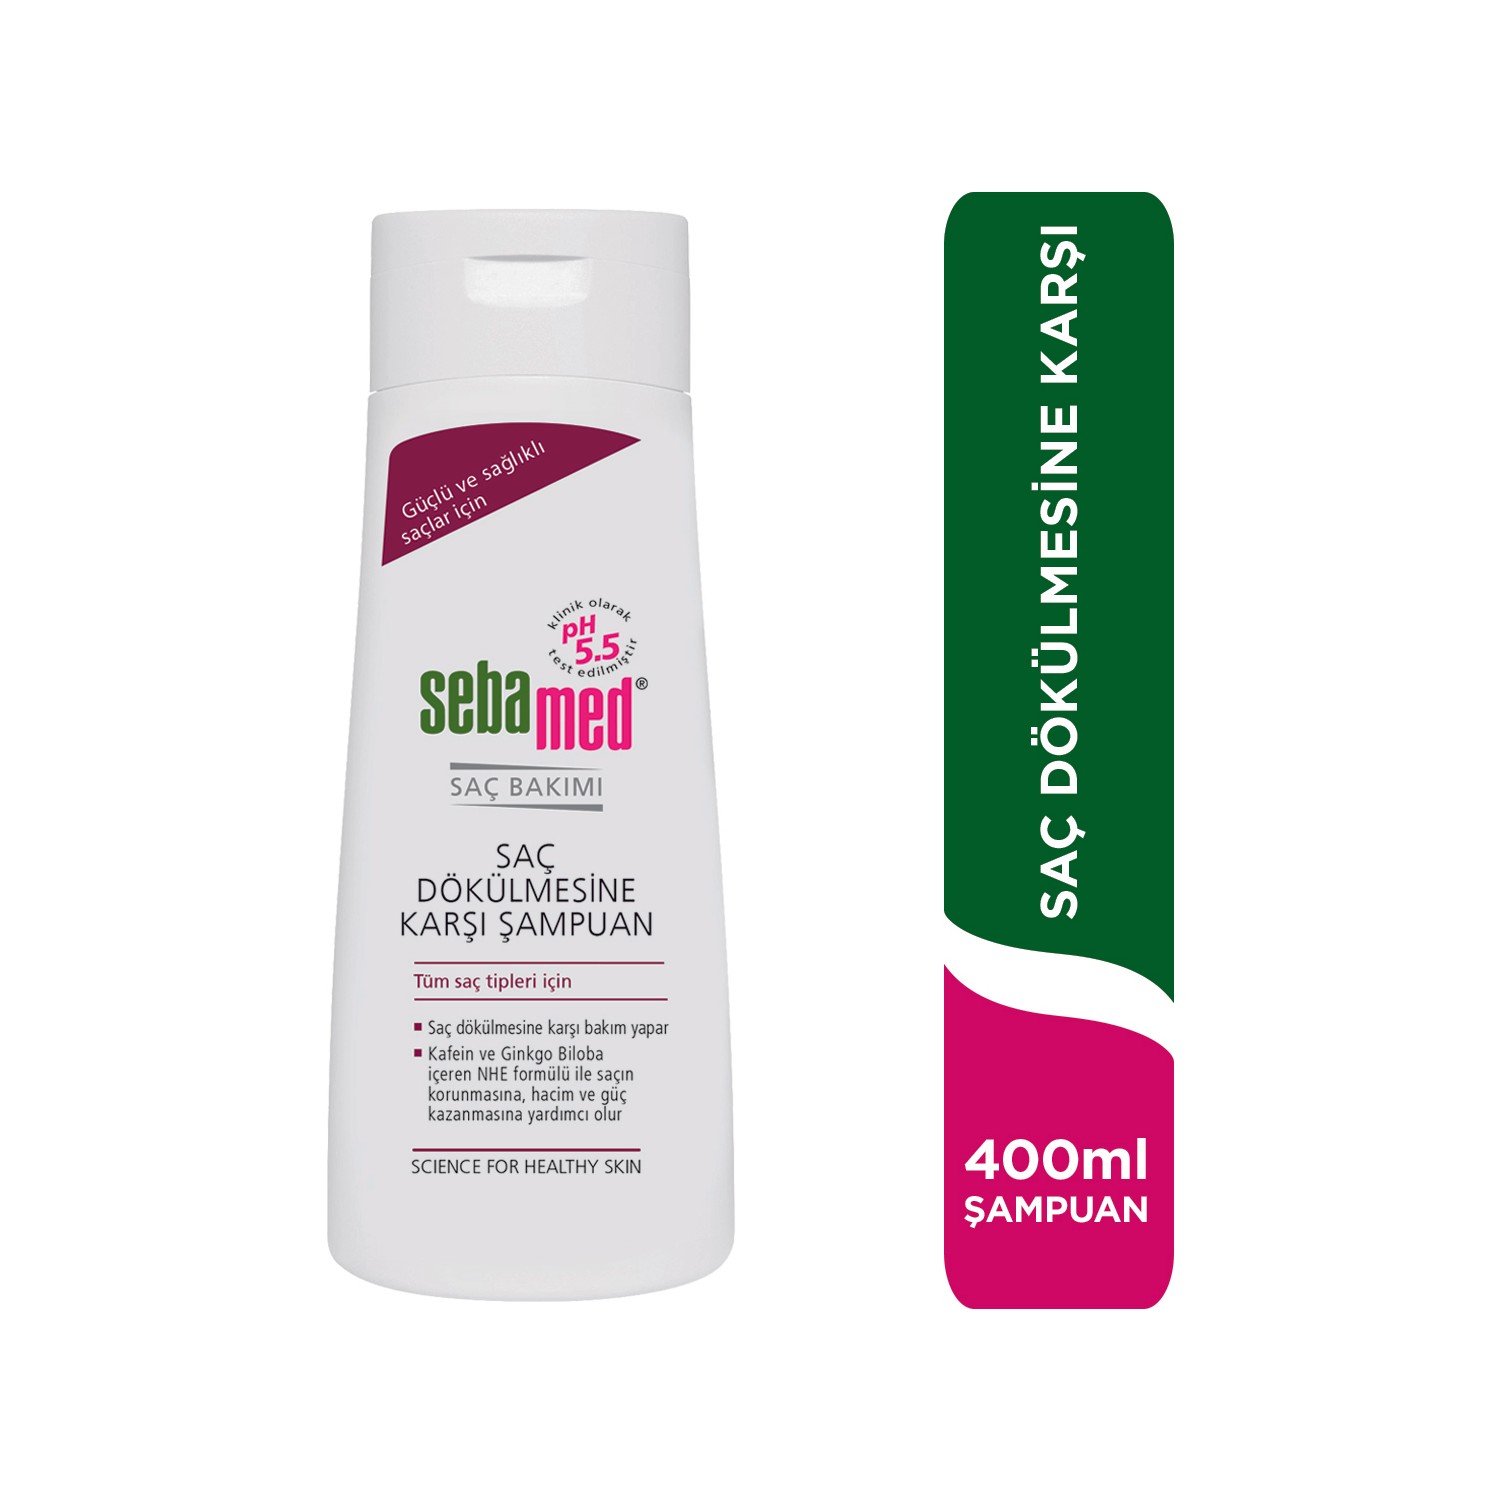 Güçlü ve sağlıklı
saçlar için
klinik olarak
pH
5.5
test edilmiştir
sebamed®
SAÇ BAKIMI
SAÇ
DÖKÜLMESİNE
KARŞI ŞAMPUAN
Tüm saç tipleri için
▪ Saç dökülmesine karşı bakım yapar
▪ Kafein ve Ginkgo Biloba
içeren NHE formülü ile saçın
korunmasına, hacim ve güç
kazanmasına yardımcı olur
SCIENCE FOR HEALTHY SKIN
SAÇ DÖKÜLMESİNE KARŞI
400ml
ŞAMPUAN